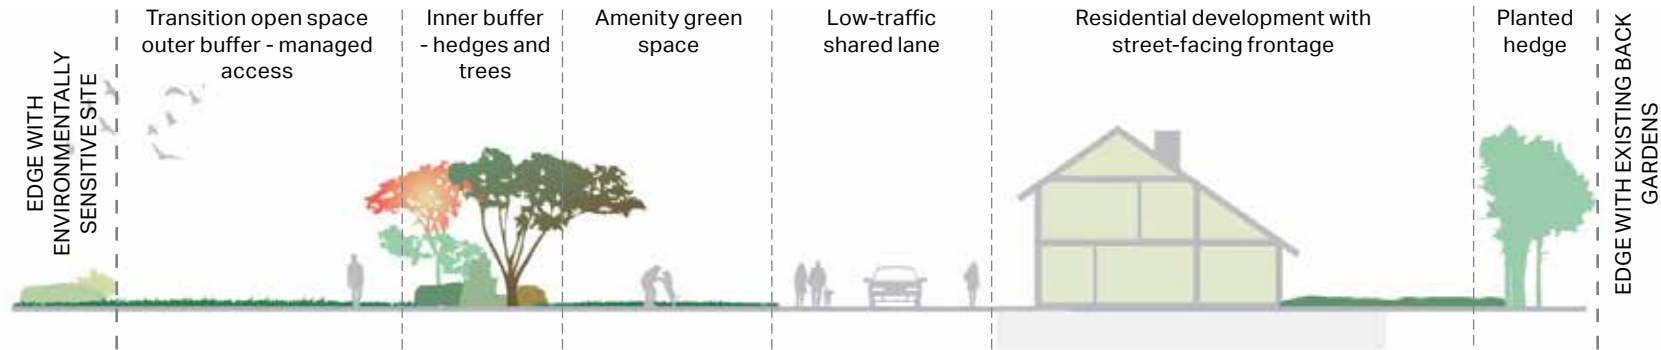 EDGE WITH
ENVIRONMENTALLY
SENSITIVE SITE
Transition open space
outer buffer - managed
access
Inner buffer
- hedges and
trees
Amenity green
space
Low-traffic
shared lane
Residential development with
street-facing frontage
Planted
hedge
EDGE WITH EXISTING BACK
GARDENS